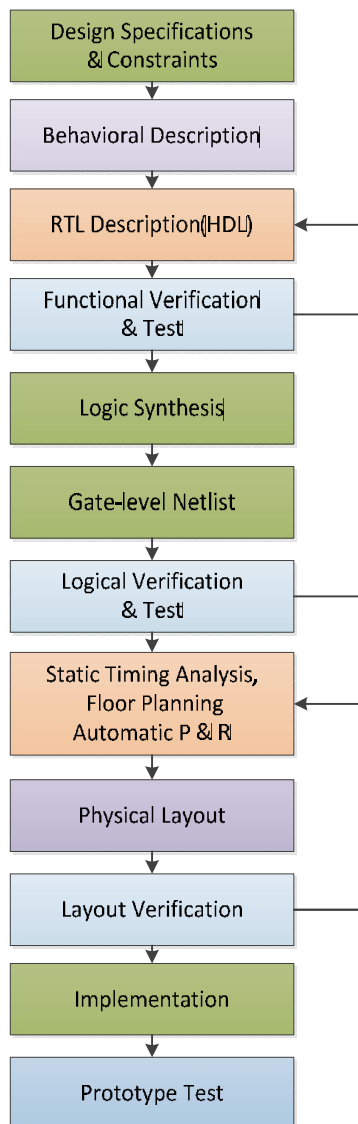 Design Specifications
& Constraints
Behavioral Description
RTL Description(HDL)
Functional Verification
& Test
Logic Synthesis
Gate-level Netlist
Logical Verification
& Test
Static Timing Analysis,
Floor Planning
Automatic P & R
Physical Layout
Layout Verification
Implementation
Prototype Test